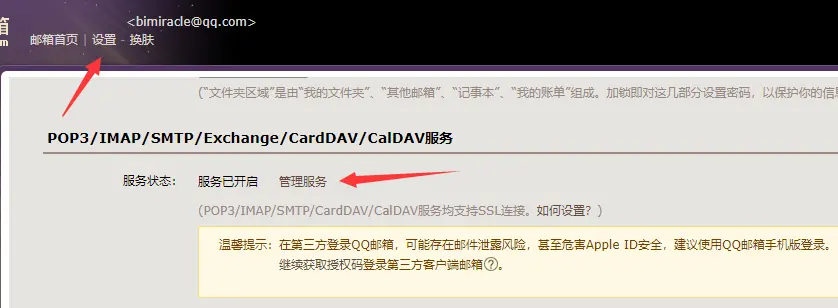 箱
<bimiracle@qq.com>
m
邮箱首页 | 设置 - 换肤
(“文件夹区域”是由“我的文件夹”、“其他邮箱”、“记事本”、“我的账单”组成。加锁即对这几部分设置密码，以保护你的信息
POP3/IMAP/SMTP/Exchange/CardDAV/CalDAV服务
服务状态： 服务已开启 管理服务
(POP3/IMAP/SMTP/CardDAV/CalDAV服务均支持SSL连接。如何设置？)
温馨提示：在第三方登录QQ邮箱，可能存在邮件泄露风险，甚至危害Apple ID安全，建议使用QQ邮箱手机版登录。
继续获取授权码登录第三方客户端邮箱?。